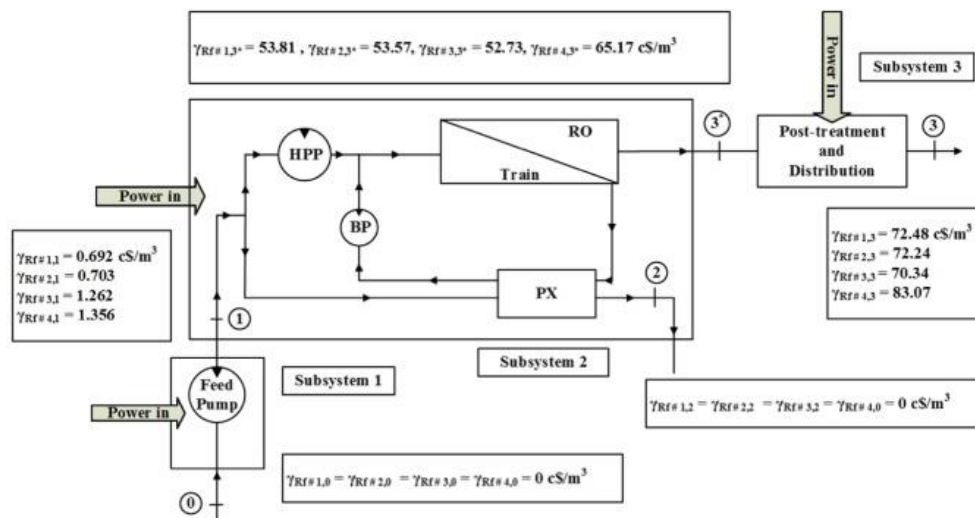 γRf# 1,3* = 53.81 , γRf# 2,3* = 53.57, γRf# 3,3* = 52.73, γRf# 4,3* = 65.17 c$/m³
Power in
Subsystem 3
HPP
RO
Train
3*
Post-treatment
and
Distribution
3
Power in
BP
γRf# 1,1 = 0.692 c$/m³
γRf# 2,1 = 0.703
γRf# 3,1 = 1.262
γRf# 4,1 = 1.356
γRf# 1,3 = 72.48 c$/m³
γRf# 2,3 = 72.24
γRf# 3,3 = 70.34
γRf# 4,3 = 83.07
PX
2
1
Subsystem 2
Subsystem 1
Feed
Pump
Power in
γRf# 1,2 = γRf# 2,2 = γRf# 3,2 = γRf# 4,0 = 0 c$/m³
γRf# 1,0 = γRf# 2,0 = γRf# 3,0 = γRf# 4,0 = 0 c$/m³
0